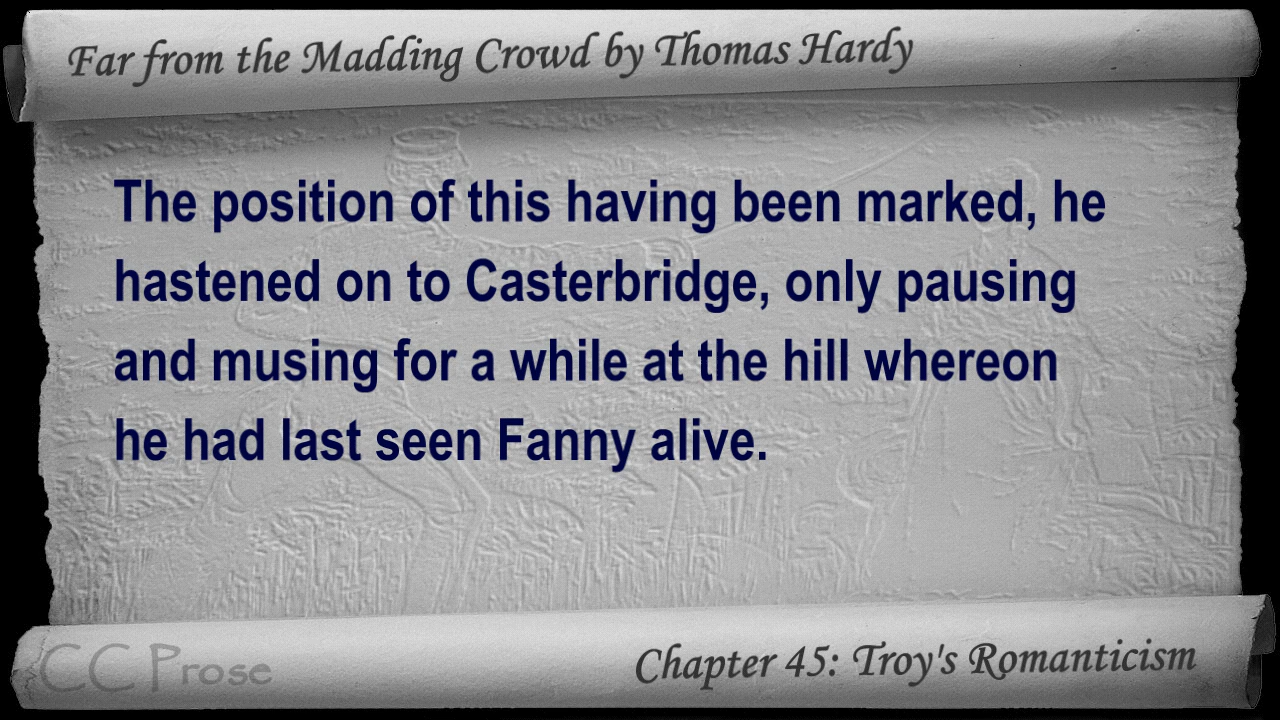 Far from the Madding Crowd by Thomas Hardy
The position of this having been marked, he
hastened on to Casterbridge, only pausing
and musing for a while at the hill whereon
he had last seen Fanny alive.
CC Prose
Chapter 45: Troy's Romanticism